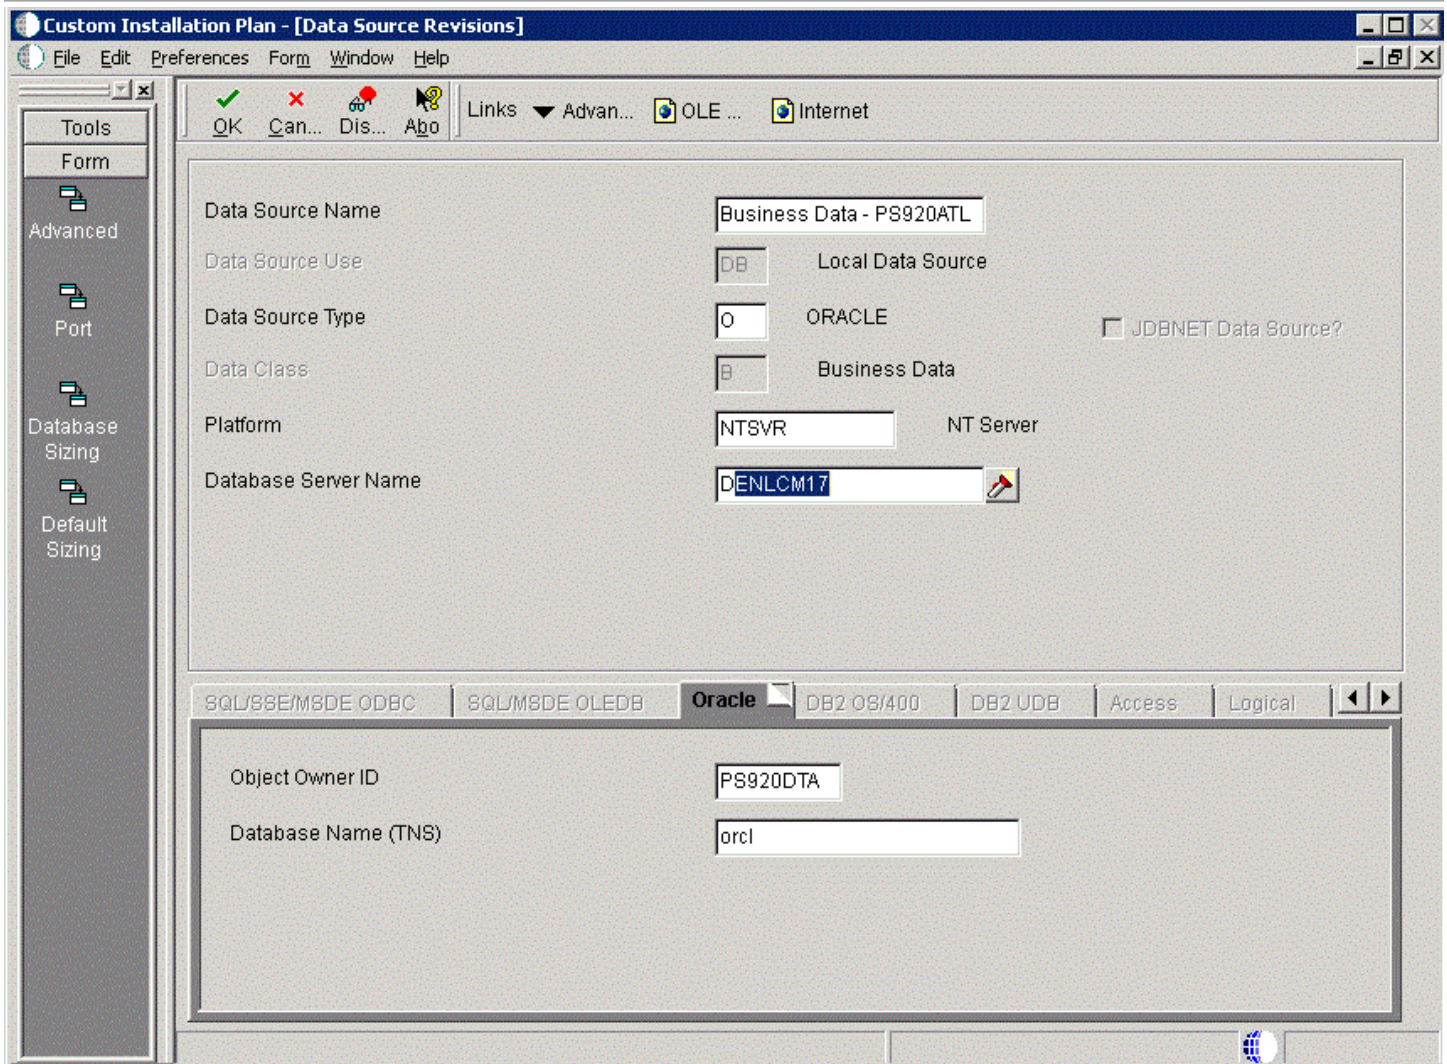 Custom Installation Plan - [Data Source Revisions]
File Edit Preferences Form Window Help
OK Can... Dis... Abo Links Advan... OLE ... Internet
Tools
Form
Advanced
Port
Database
Sizing
Default
Sizing
Data Source Name Business Data - PS920ATL
Data Source Use DB Local Data Source
Data Source Type O ORACLE JDBNET Data Source?
Data Class B Business Data
Platform NTSVR NT Server
Database Server Name DENLCM17
SQL/SSE/MSDE ODBC SQL/MSDE OLEDB Oracle DB2 OS/400 DB2 UDB Access Logical
Object Owner ID PS920DTA
Database Name (TNS) orcl